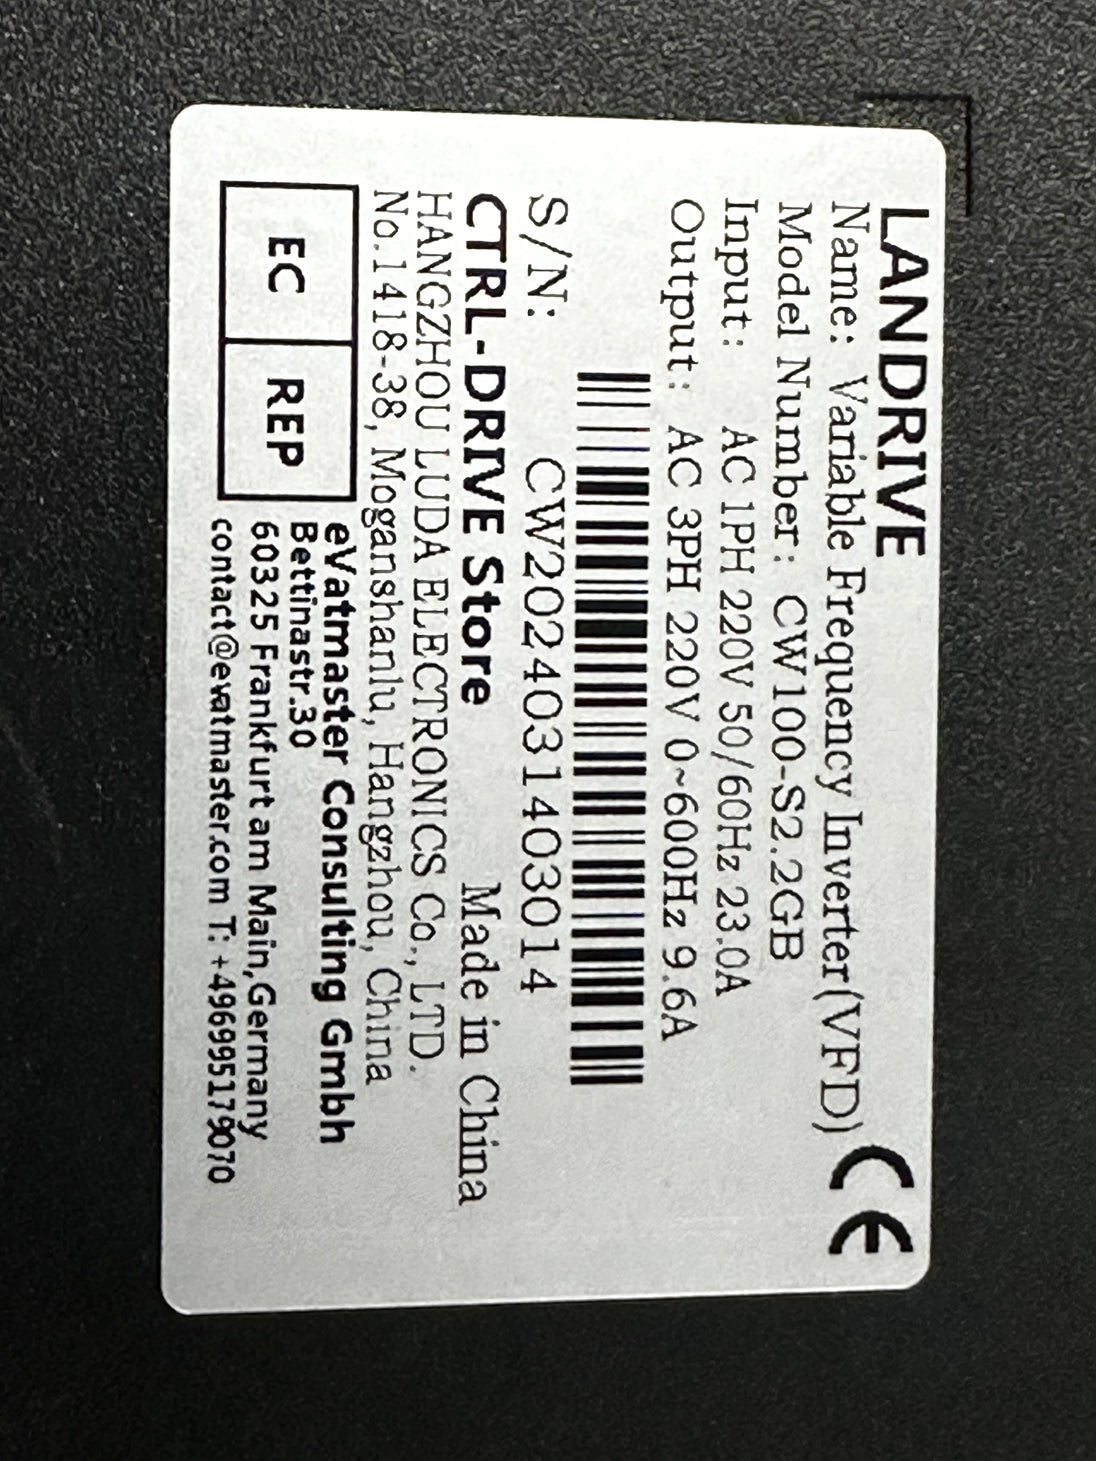 LANDRIVE
Name: Variable Frequency Inverter(VFD)
CE
Model Number: CW100-S2.2GB
Input: AC 1PH 220V 50/60Hz 23.0A
Output: AC 3PH 220V 0~600Hz 9.6A
S/N: CW2024031403014
CTRL-DRIVE Store Made in China
HANGZHOU LUDA ELECTRONICS Co., LTD.
No.1418-38, Moganshanlu, Hangzhou, China
EC REP
eVatmaster Consulting Gmbh
Bettinastr.30
60325 Frankfurt am Main,Germany
contact@evatmaster.com T: +496995179070